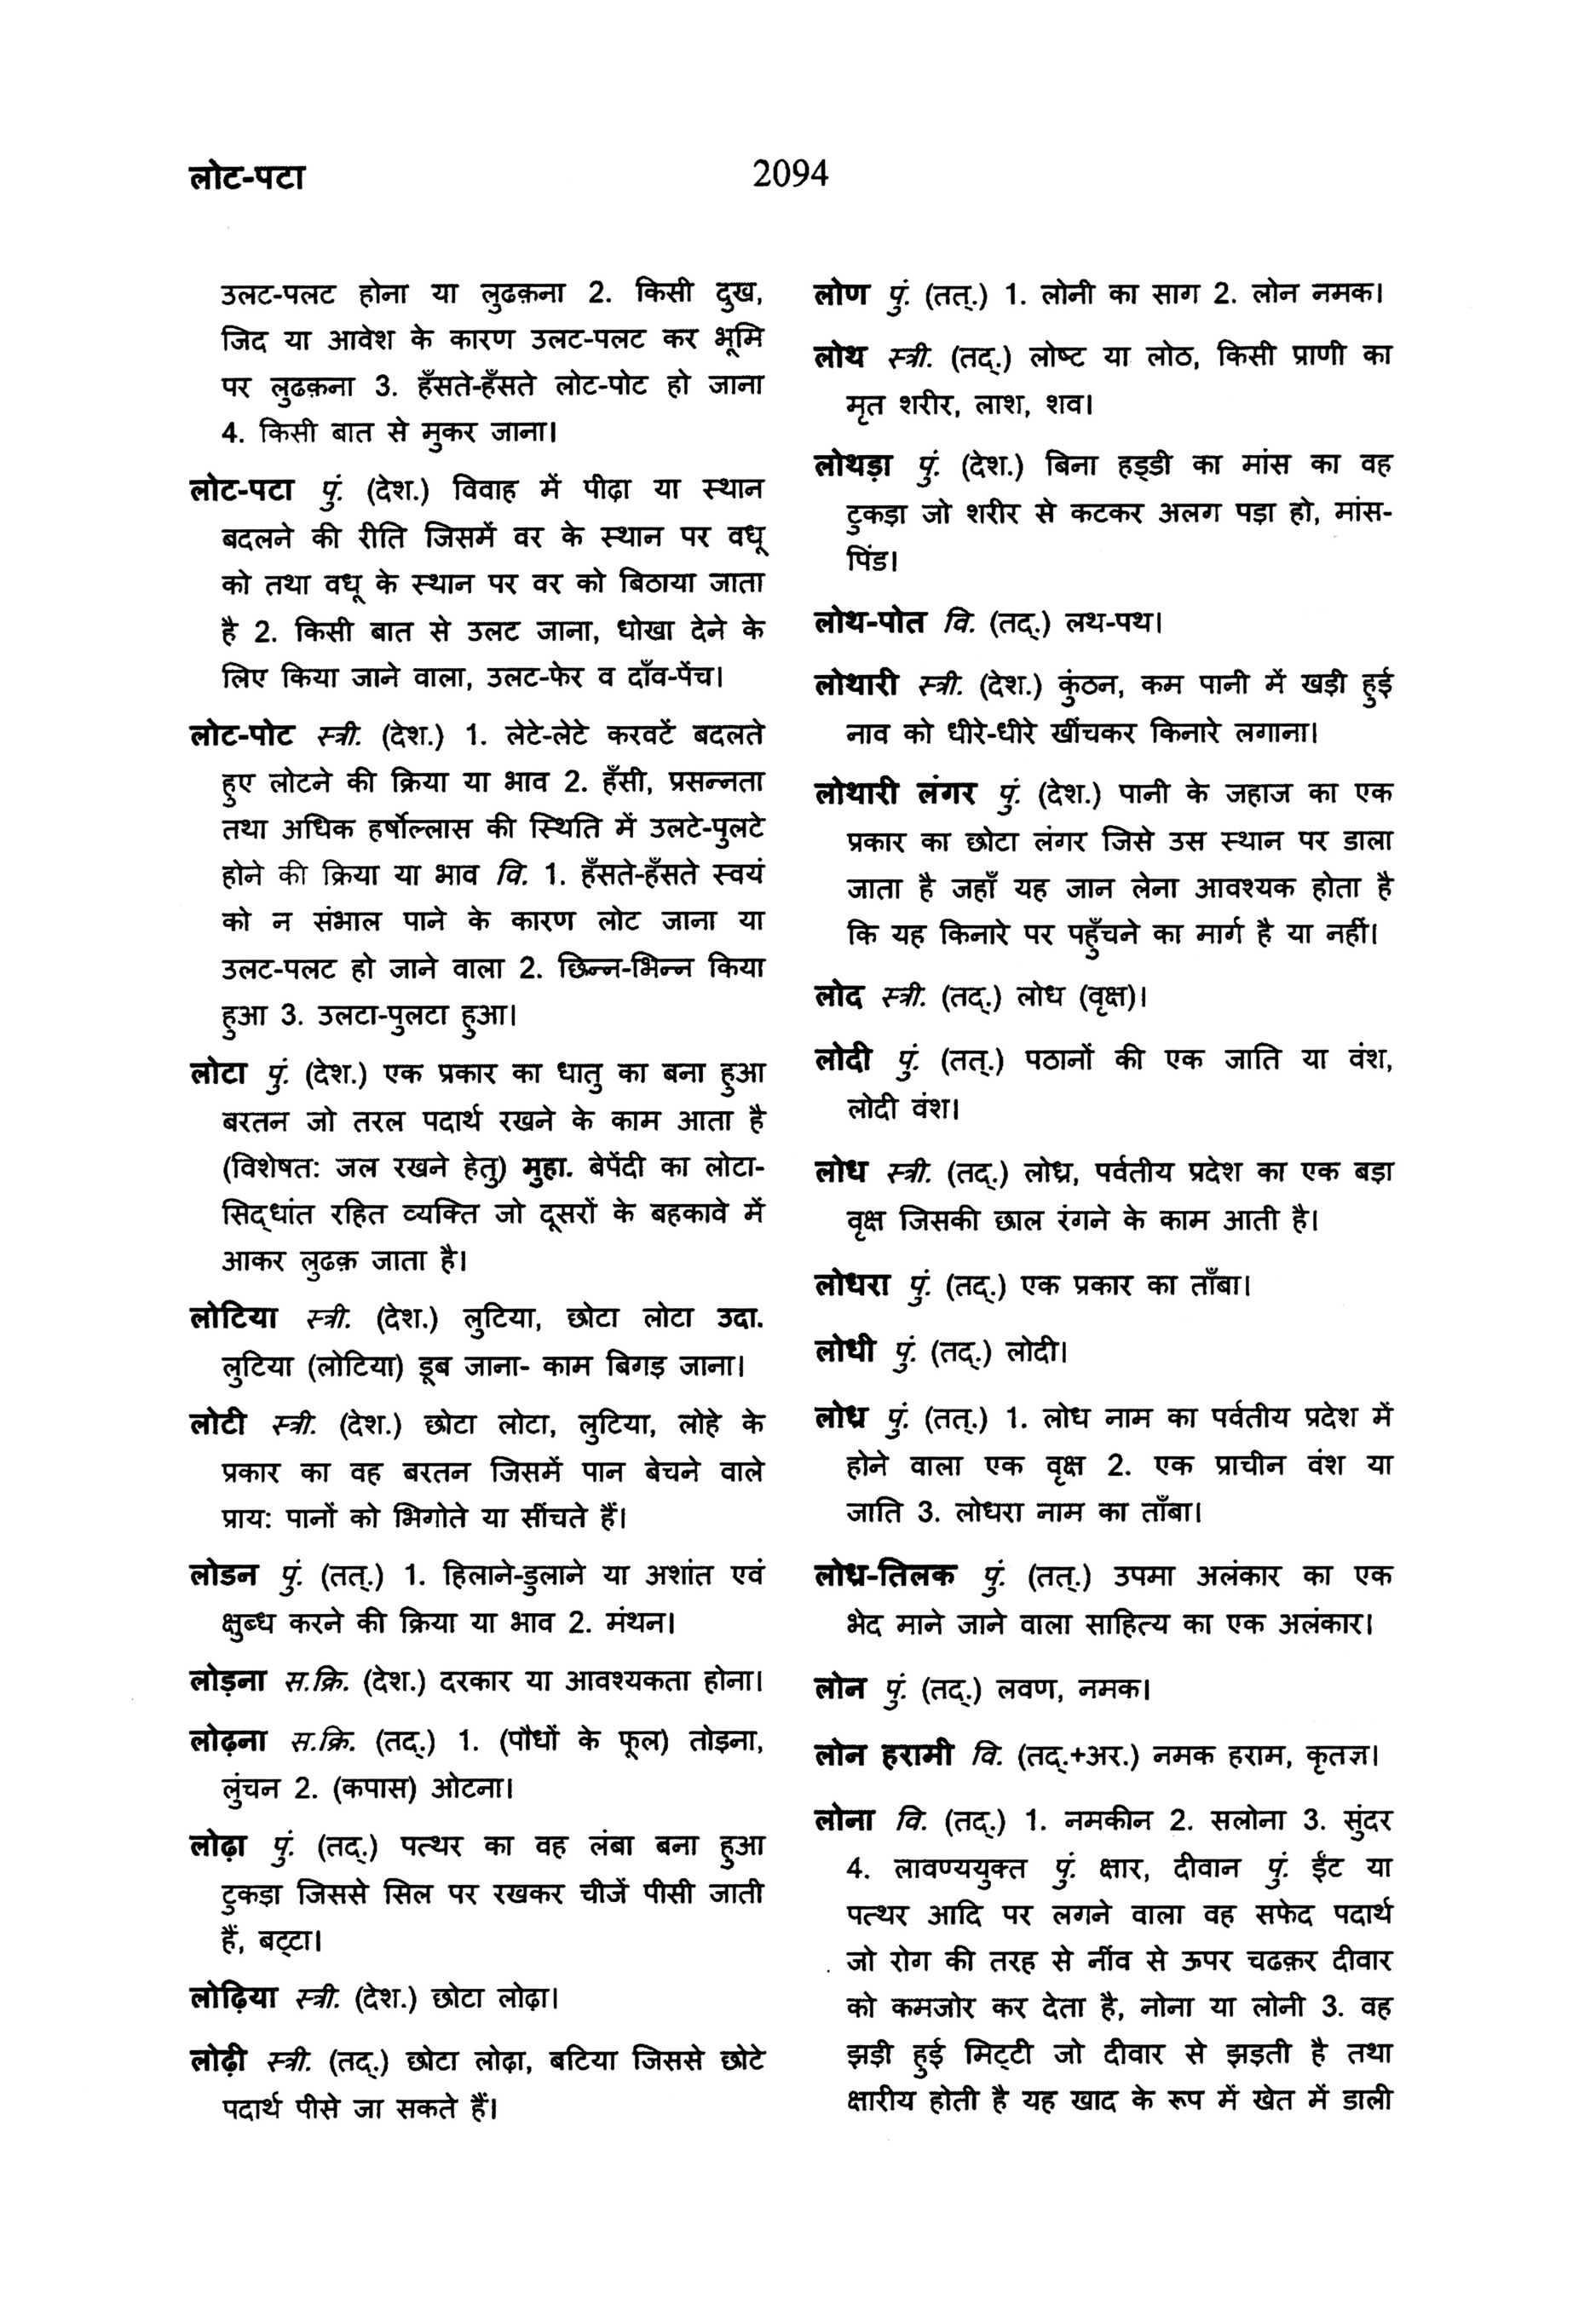 लोट-पटा
2094
उलट-पलट होना या लुढक़ना 2. किसी दुख,
जिद या आवेश के कारण उलट-पलट कर भूमि
पर लुढक़ना 3. हँसते-हँसते लोट-पोट हो जाना
4. किसी बात से मुकर जाना।
लोट-पटा पुं. (देश.) विवाह में पीढ़ा या स्थान
बदलने की रीति जिसमें वर के स्थान पर वधू
को तथा वधू के स्थान पर वर को बिठाया जाता
है 2. किसी बात से उलट जाना, धोखा देने के
लिए किया जाने वाला, उलट-फेर व दाँव-पेंच।
लोट-पोट स्त्री. (देश.) 1. लेटे-लेटे करवटें बदलते
हुए लोटने की क्रिया या भाव 2. हँसी, प्रसन्नता
तथा अधिक हर्षोल्लास की स्थिति में उलटे-पुलटे
होने की क्रिया या भाव वि. 1. हँसते-हँसते स्वयं
को न संभाल पाने के कारण लोट जाना या
उलट-पलट हो जाने वाला 2. छिन्न-भिन्न किया
हुआ 3. उलटा-पुलटा हुआ।
लोटा पुं. (देश.) एक प्रकार का धातु का बना हुआ
बरतन जो तरल पदार्थ रखने के काम आता है
(विशेषत: जल रखने हेतु) मुहा. बेपेंदी का लोटा-
सिद्धांत रहित व्यक्ति जो दूसरों के बहकावे में
आकर लुढक़ जाता है।
लोटिया स्त्री. (देश.) लुटिया, छोटा लोटा उदा.
लुटिया (लोटिया) डूब जाना- काम बिगड़ जाना।
लोटी स्त्री. (देश.) छोटा लोटा, लुटिया, लोहे के
प्रकार का वह बरतन जिसमें पान बेचने वाले
प्राय: पानों को भिगोते या सींचते हैं।
लोडन पुं. (तत्.) 1. हिलाने-डुलाने या अशांत एवं
क्षुब्ध करने की क्रिया या भाव 2. मंथन।
लोड़ना स.क्रि. (देश.) दरकार या आवश्यकता होना।
लोढ़ना स.क्रि. (तद्.) 1. (पौधों के फूल) तोड़ना,
लुंचन 2. (कपास) ओटना।
लोढ़ा पुं. (तद्.) पत्थर का वह लंबा बना हुआ
टुकड़ा जिससे सिल पर रखकर चीजें पीसी जाती
हैं, बट्टा।
लोढ़िया स्त्री. (देश.) छोटा लोढ़ा।
लोढ़ी स्त्री. (तद्.) छोटा लोढ़ा, बटिया जिससे छोटे
पदार्थ पीसे जा सकते हैं।
लोण पुं. (तत्.) 1. लोनी का साग 2. लोन नमक।
लोथ स्त्री. (तद्.) लोष्ट या लोठ, किसी प्राणी का
मृत शरीर, लाश, शव।
लोथड़ा पुं. (देश.) बिना हड्डी का मांस का वह
टुकड़ा जो शरीर से कटकर अलग पड़ा हो, मांस-
पिंड।
लोथ-पोत वि. (तद्.) लथ-पथ।
लोथारी स्त्री. (देश.) कुंठन, कम पानी में खड़ी हुई
नाव को धीरे-धीरे खींचकर किनारे लगाना।
लोथारी लंगर पुं. (देश.) पानी के जहाज का एक
प्रकार का छोटा लंगर जिसे उस स्थान पर डाला
जाता है जहाँ यह जान लेना आवश्यक होता है
कि यह किनारे पर पहुँचने का मार्ग है या नहीं।
लोद स्त्री. (तद्.) लोध (वृक्ष)।
लोदी पुं. (तत्.) पठानों की एक जाति या वंश,
लोदी वंश।
लोध स्त्री. (तद्.) लोध्र, पर्वतीय प्रदेश का एक बड़ा
वृक्ष जिसकी छाल रंगने के काम आती है।
लोधरा पुं. (तद्.) एक प्रकार का ताँबा।
लोधी पुं. (तद्.) लोदी।
लोध्र पुं. (तत्.) 1. लोध नाम का पर्वतीय प्रदेश में
होने वाला एक वृक्ष 2. एक प्राचीन वंश या
जाति 3. लोधरा नाम का ताँबा।
लोध्र-तिलक पुं. (तत्.) उपमा अलंकार का एक
भेद माने जाने वाला साहित्य का एक अलंकार।
लोन पुं. (तद्.) लवण, नमक।
लोन हरामी वि. (तद्.+अर.) नमक हराम, कृतज्ञ।
लोना वि. (तद्.) 1. नमकीन 2. सलोना 3. सुंदर
4. लावण्ययुक्त पुं. क्षार, दीवान पुं. ईंट या
पत्थर आदि पर लगने वाला वह सफेद पदार्थ
जो रोग की तरह से नींव से ऊपर चढक़र दीवार
को कमजोर कर देता है, नोना या लोनी 3. वह
झड़ी हुई मिट्टी जो दीवार से झड़ती है तथा
क्षारीय होती है यह खाद के रूप में खेत में डाली